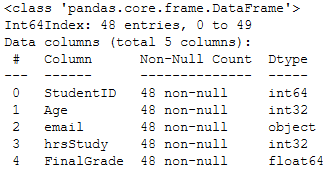 <class 'pandas.core.frame.DataFrame'>
Int64Index: 48 entries, 0 to 49
Data columns (total 5 columns):
 #   Column      Non-Null Count  Dtype
---  ------      --------------  -----
 0   StudentID   48 non-null     int64
 1   Age         48 non-null     int32
 2   email       48 non-null     object
 3   hrsStudy    48 non-null     int32
 4   FinalGrade  48 non-null     float64